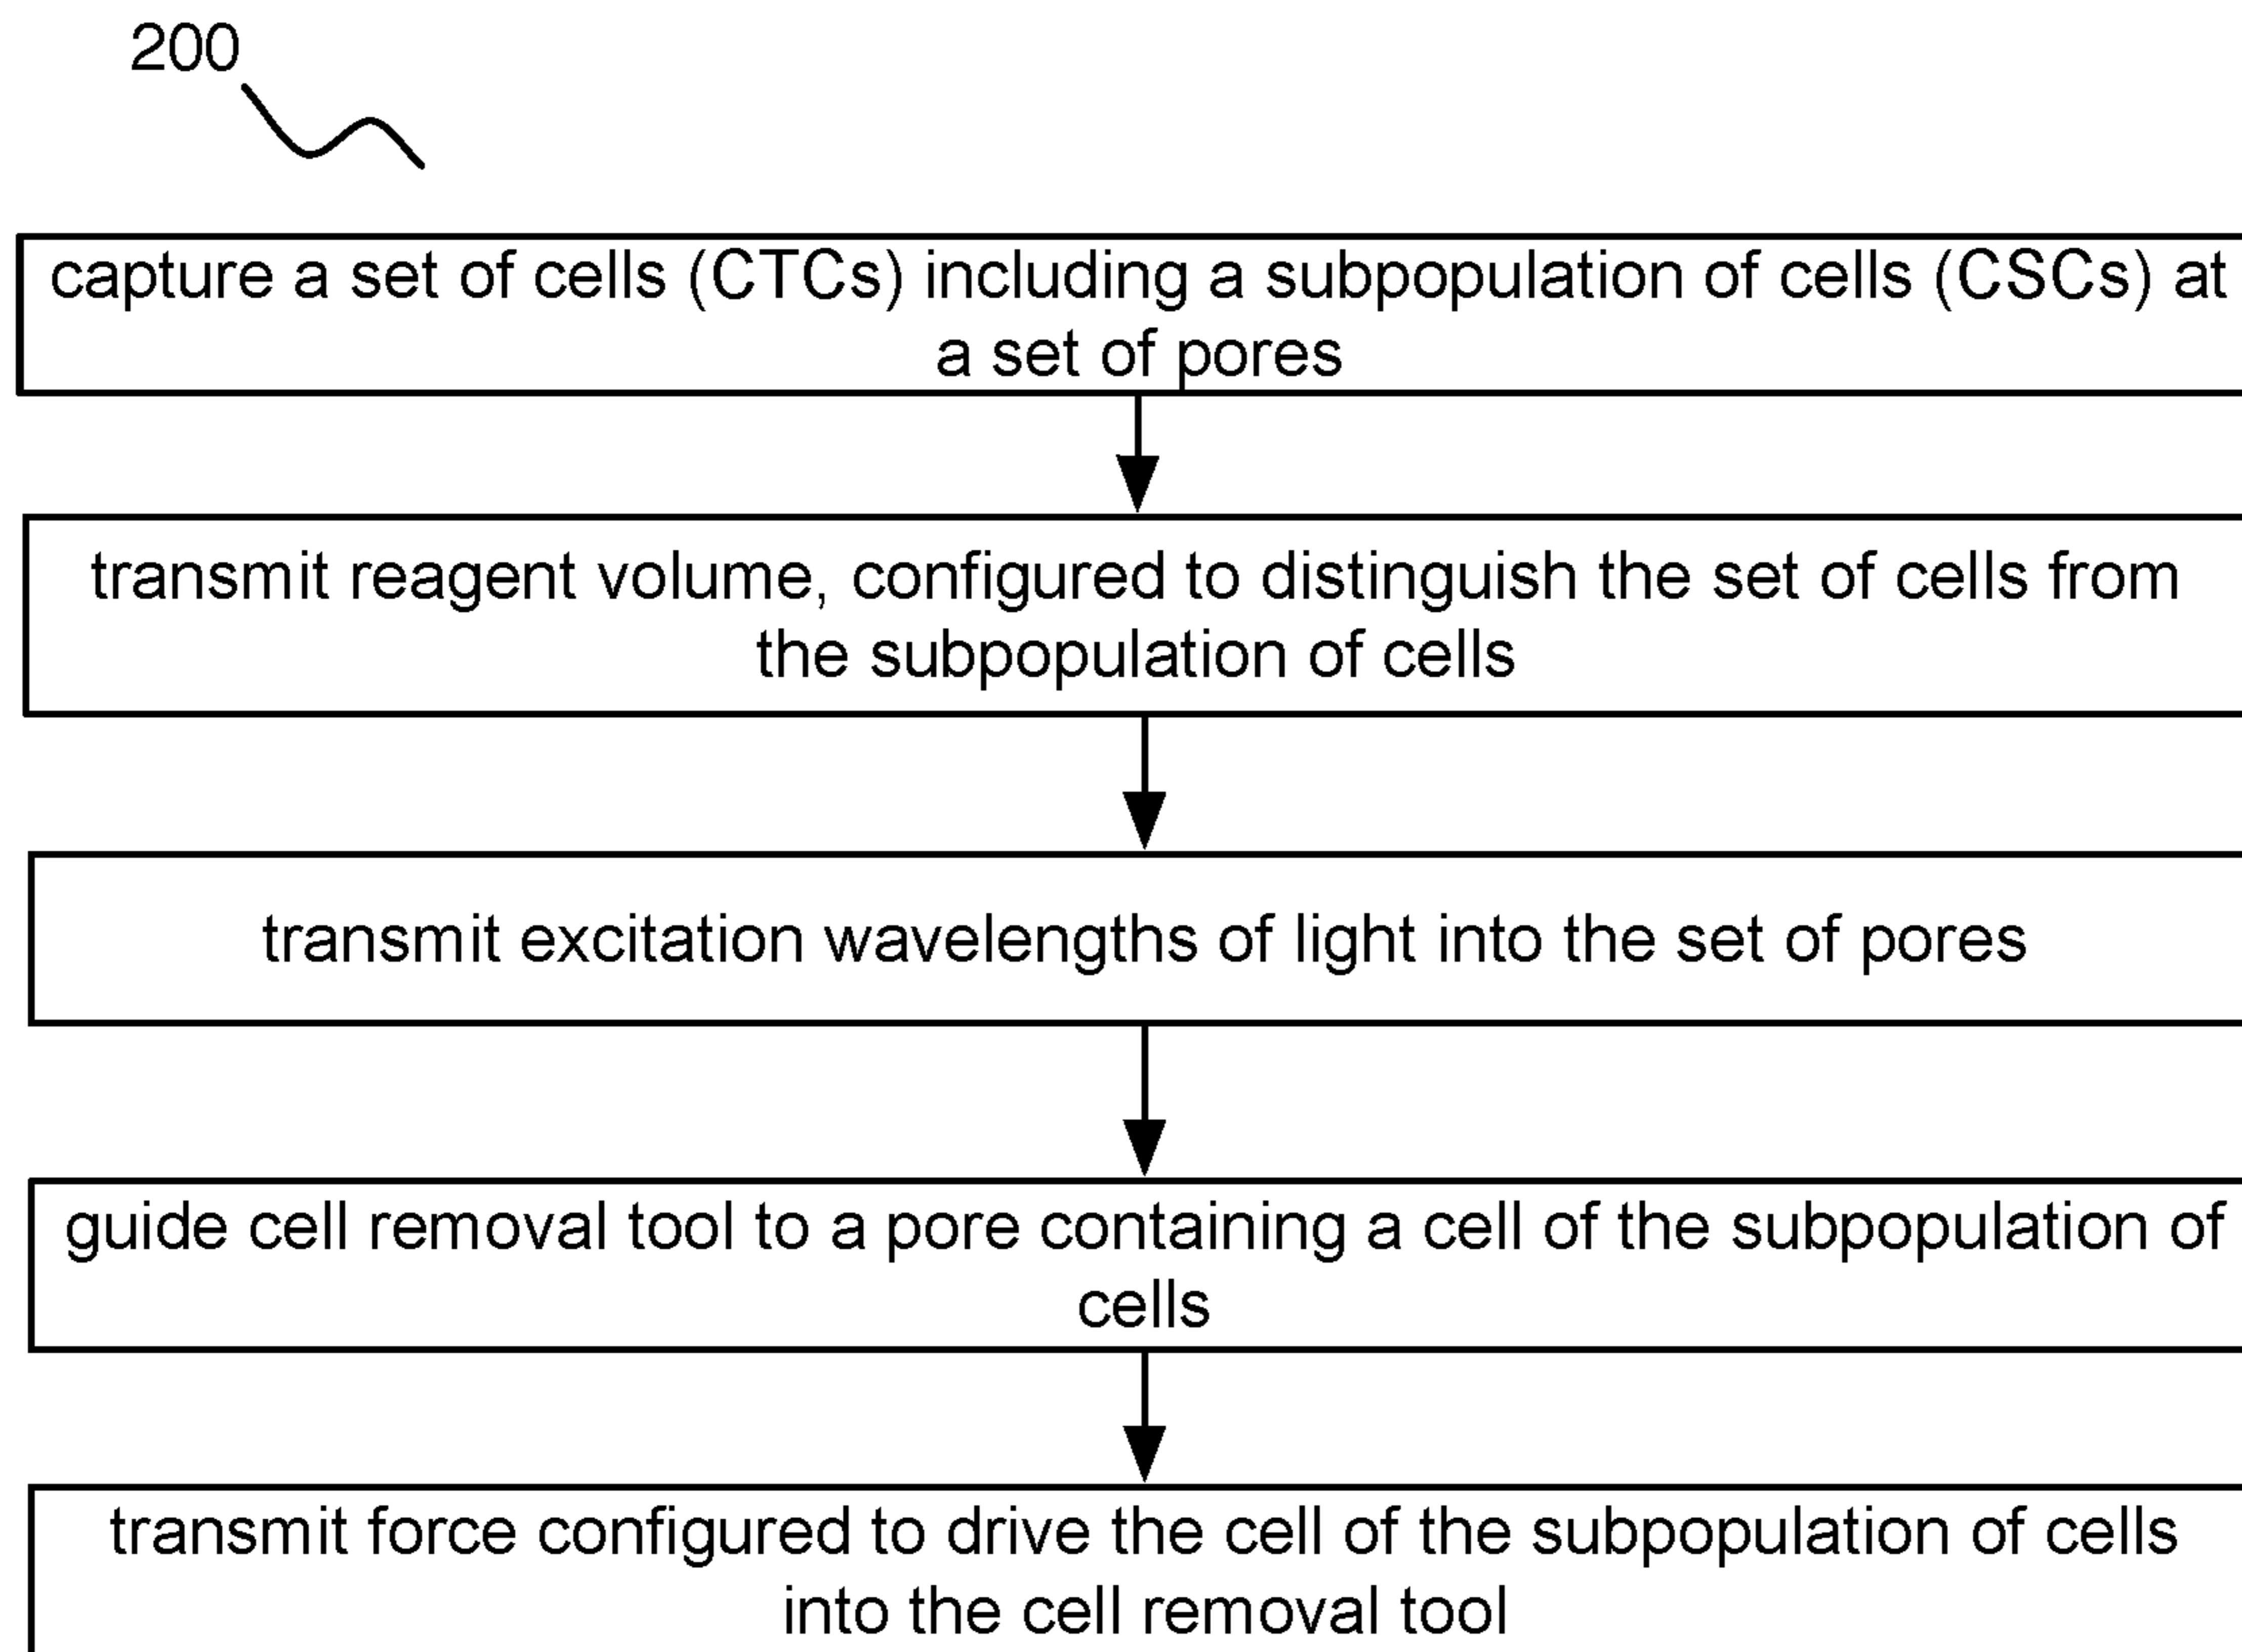 200
capture a set of cells (CTCs) including a subpopulation of cells (CSCs) at
a set of pores
transmit reagent volume, configured to distinguish the set of cells from
the subpopulation of cells
transmit excitation wavelengths of light into the set of pores
guide cell removal tool to a pore containing a cell of the subpopulation of
cells
transmit force configured to drive the cell of the subpopulation of cells
into the cell removal tool